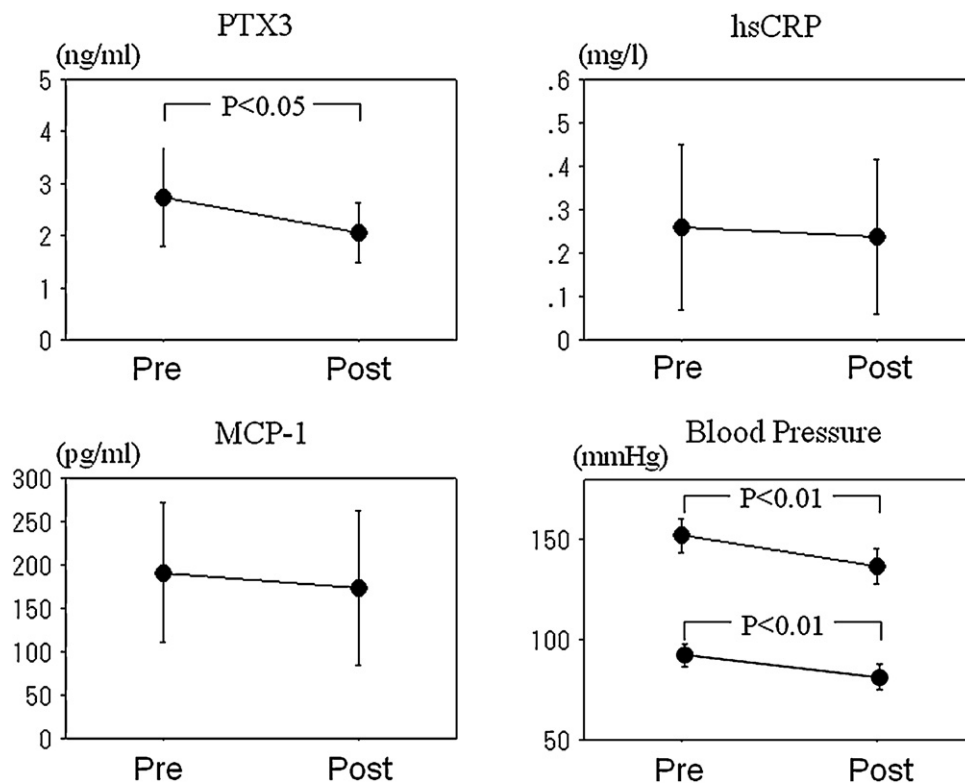 PTX3
(ng/ml)
5
4
3
2
1
0
P<0.05
Pre Post
hsCRP
(mg/l)
.6
.5
.4
.3
.2
.1
0
Pre Post
MCP-1
(pg/ml)
300
250
200
150
100
50
0
Pre Post
Blood Pressure
(mmHg)
150
100
50
P<0.01
P<0.01
Pre Post